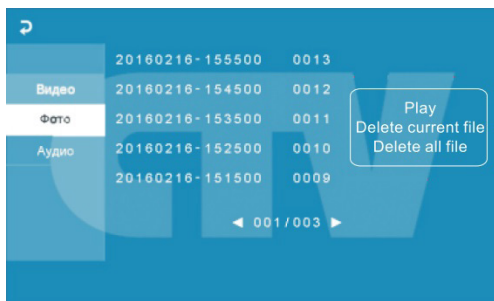 20160216-155500 0013
Видео
20160216-154500 0012
Фото
20160216-153500 0011
Аудио
20160216-152500 0010
20160216-151500 0009
Play
Delete current file
Delete all file
◄ 001/003 ►
CTV